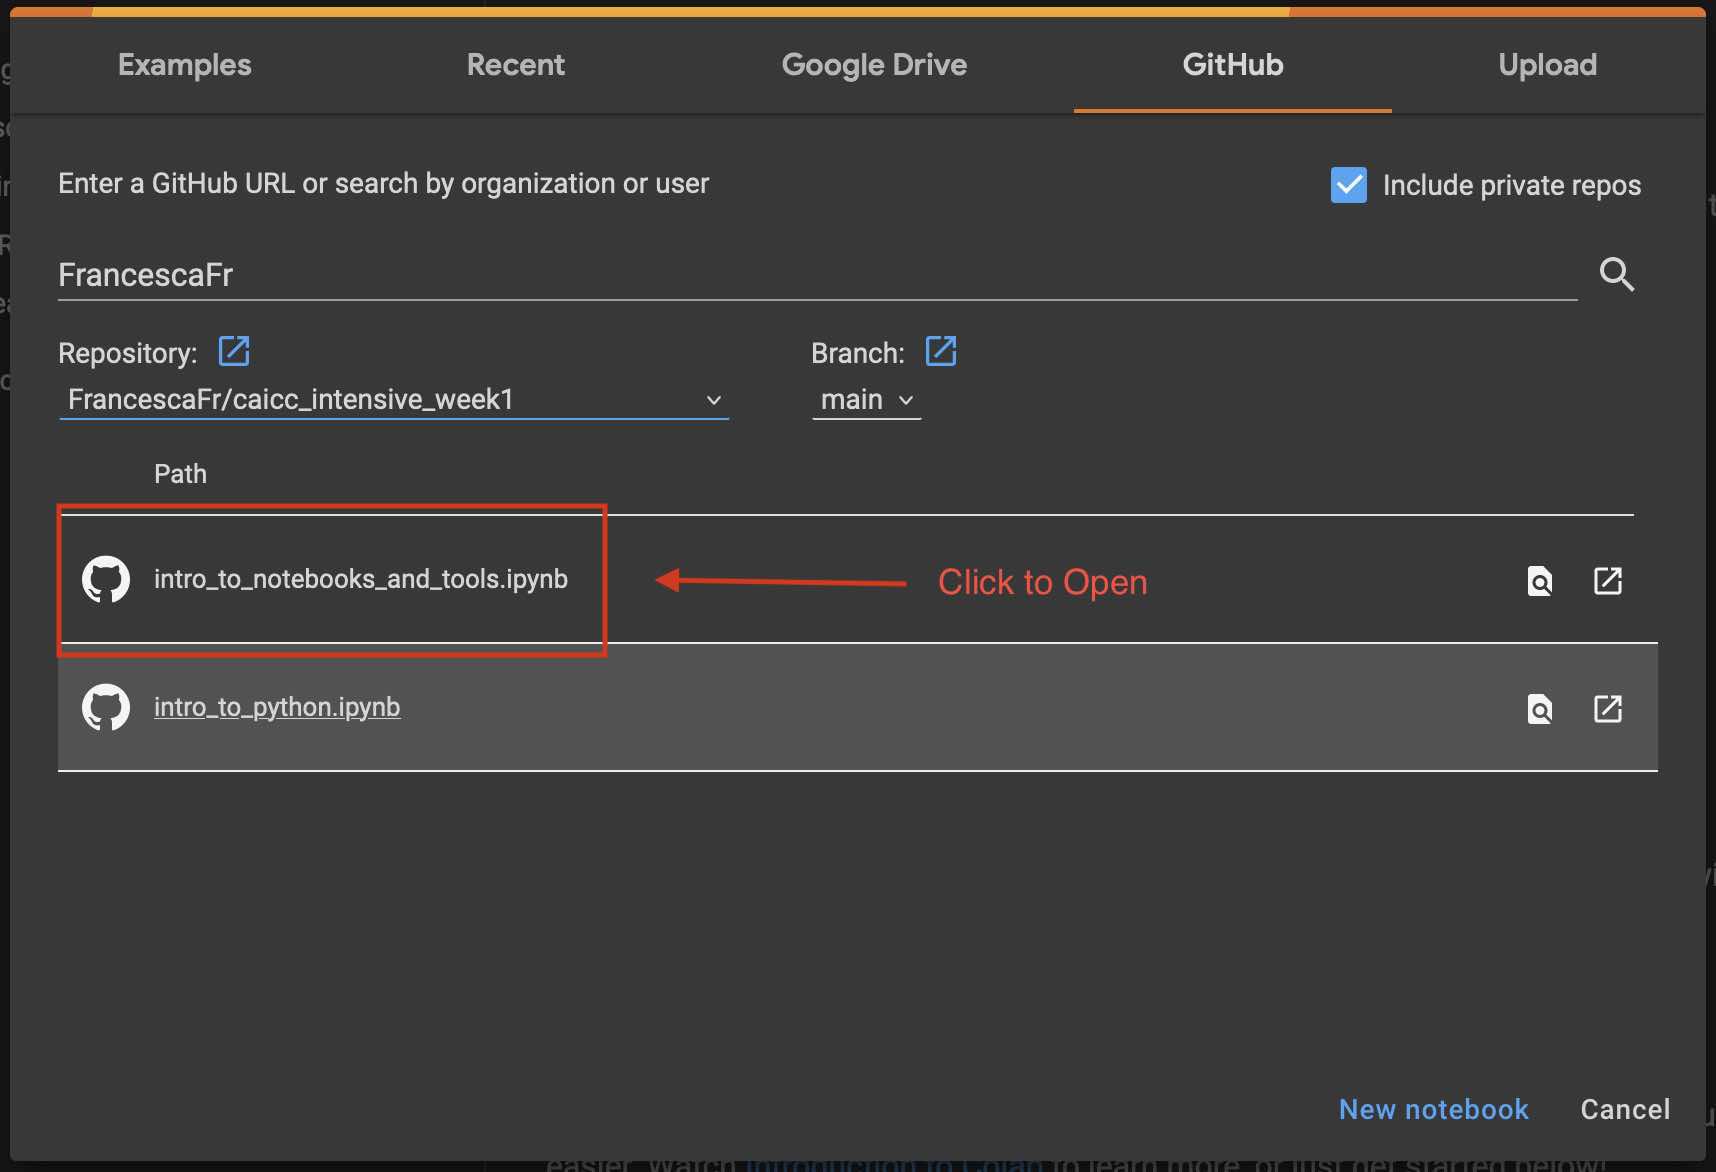 Examples Recent Google Drive GitHub Upload
Enter a GitHub URL or search by organization or user Include private repos
FrancescaFr
Repository: Branch:
FrancescaFr/caicc_intensive_week1 main
Path
intro_to_notebooks_and_tools.ipynb Click to Open
intro_to_python.ipynb
New notebook Cancel